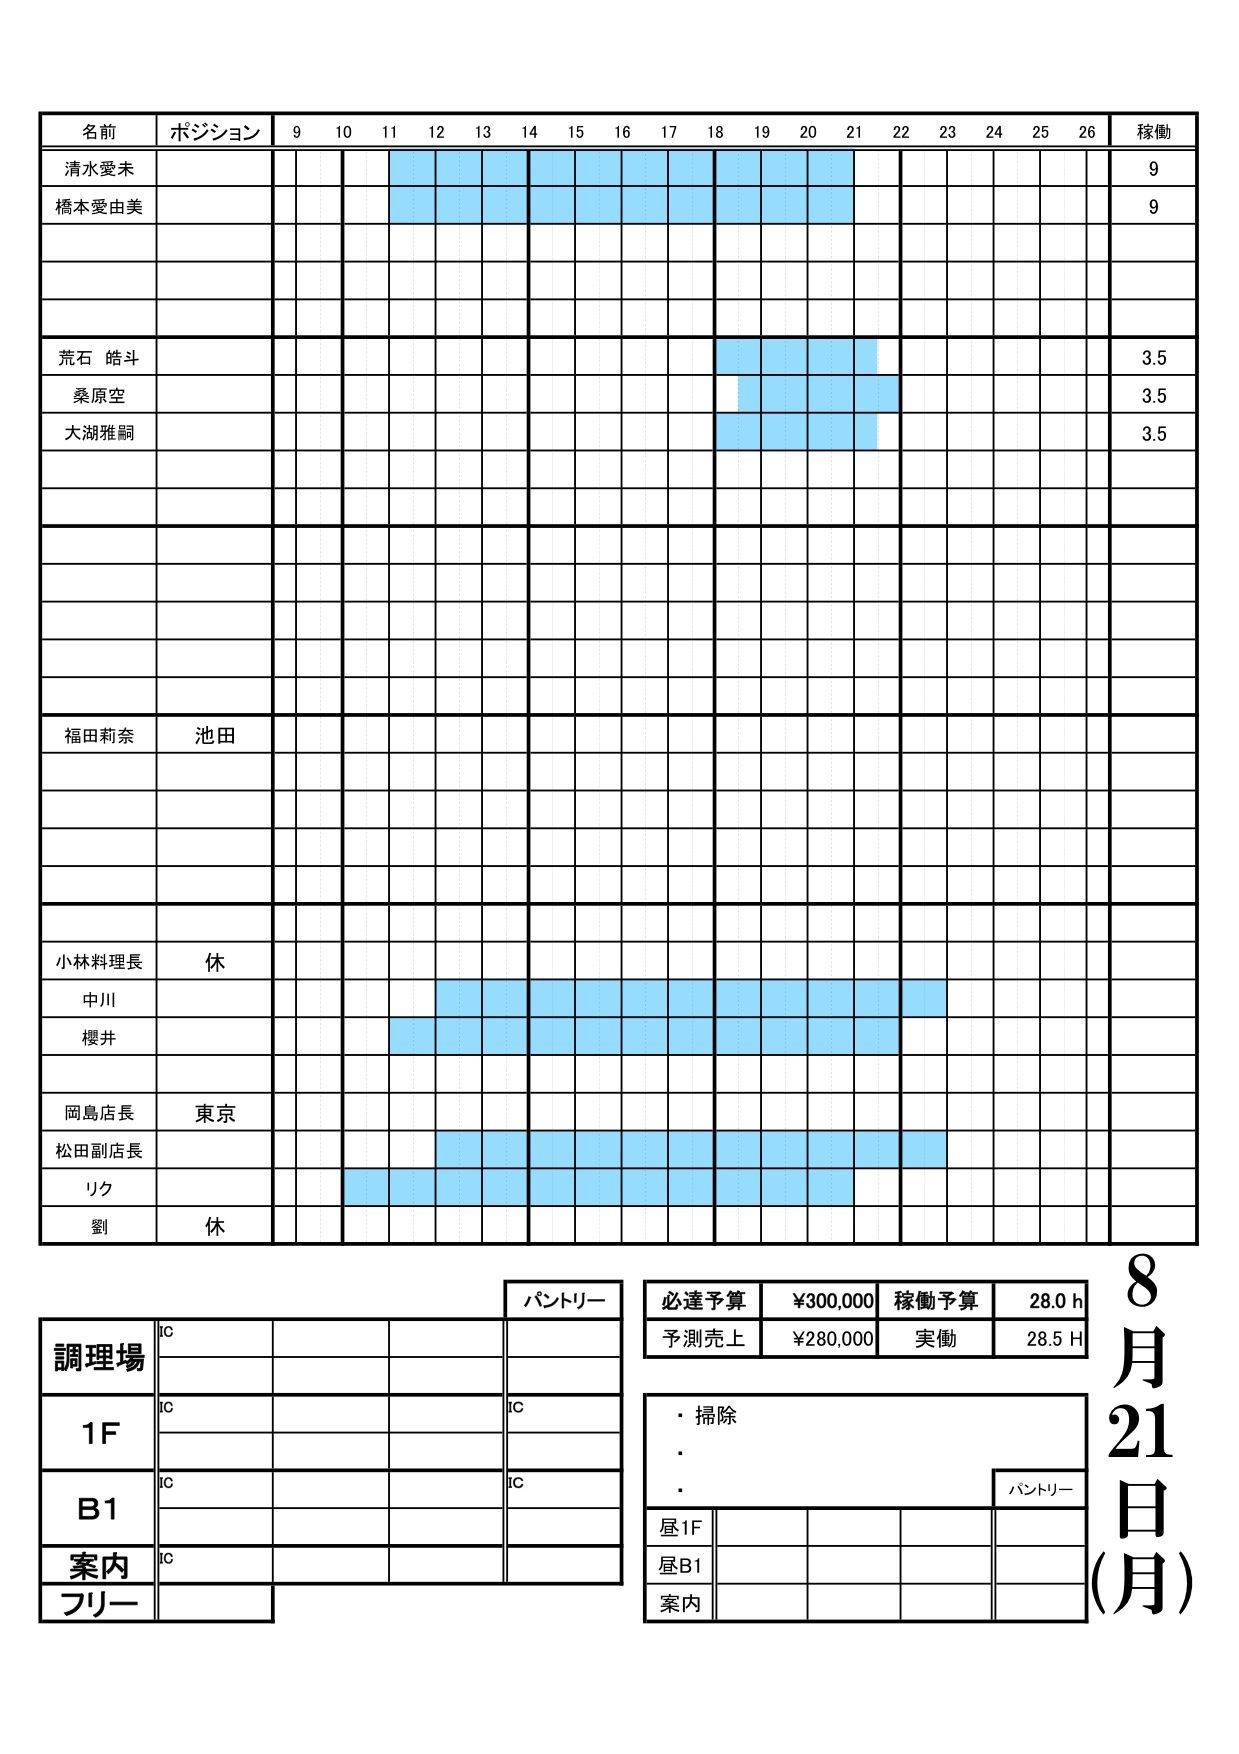 名前 ポジション 9 10 11 12 13 14 15 16 17 18 19 20 21 22 23 24 25 26 稼働
清水愛未 9
橋本愛由美 9
荒石 皓斗 3.5
桑原空 3.5
大湖雅嗣 3.5
福田莉奈 池田
小林料理長 休
中川
櫻井
岡島店長 東京
松田副店長
リク
劉 休
パントリー
調理場 IC
1F IC IC
B1 IC IC
案内 IC
フリー
必達予算 ¥300,000 稼働予算 28.0 h
予測売上 ¥280,000 実働 28.5 H
・掃除
・
・
パントリー
昼1F
昼B1
案内
8
月
21
日
(月)